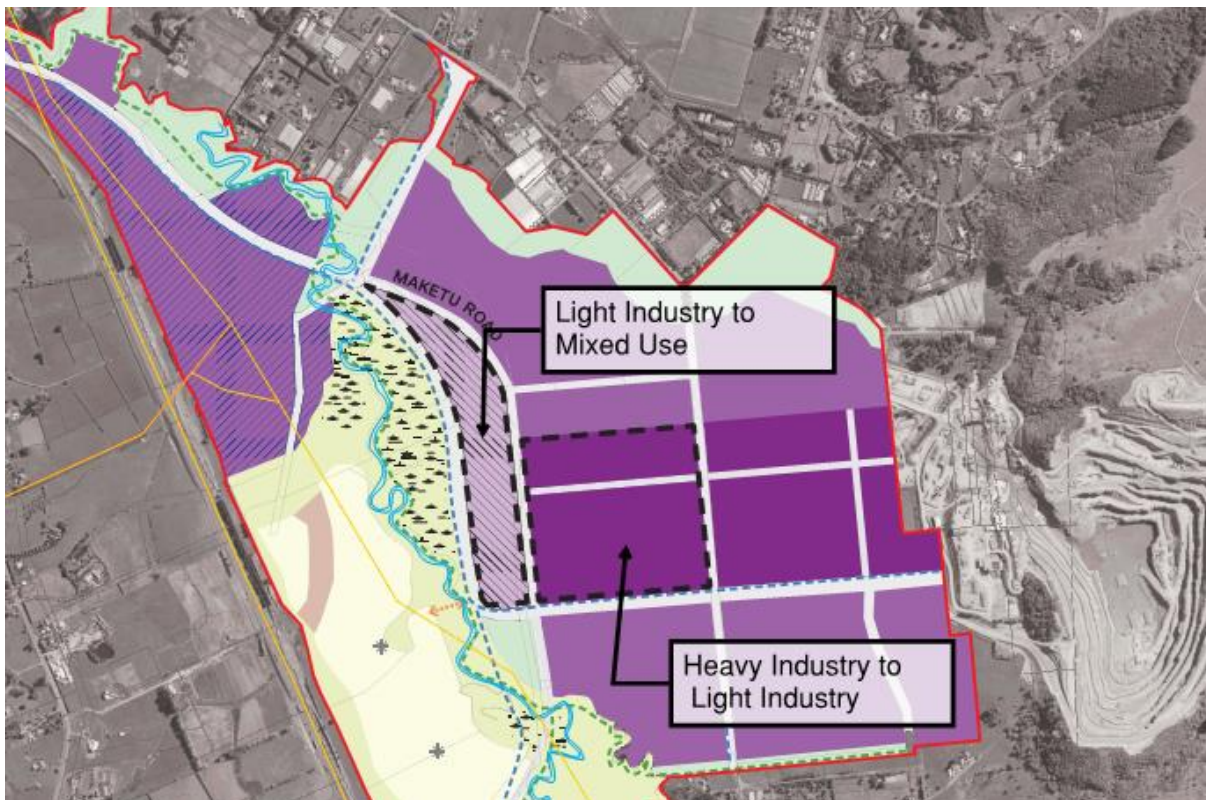 MAKETU ROAD
Light Industry to
Mixed Use
Heavy Industry to
Light Industry